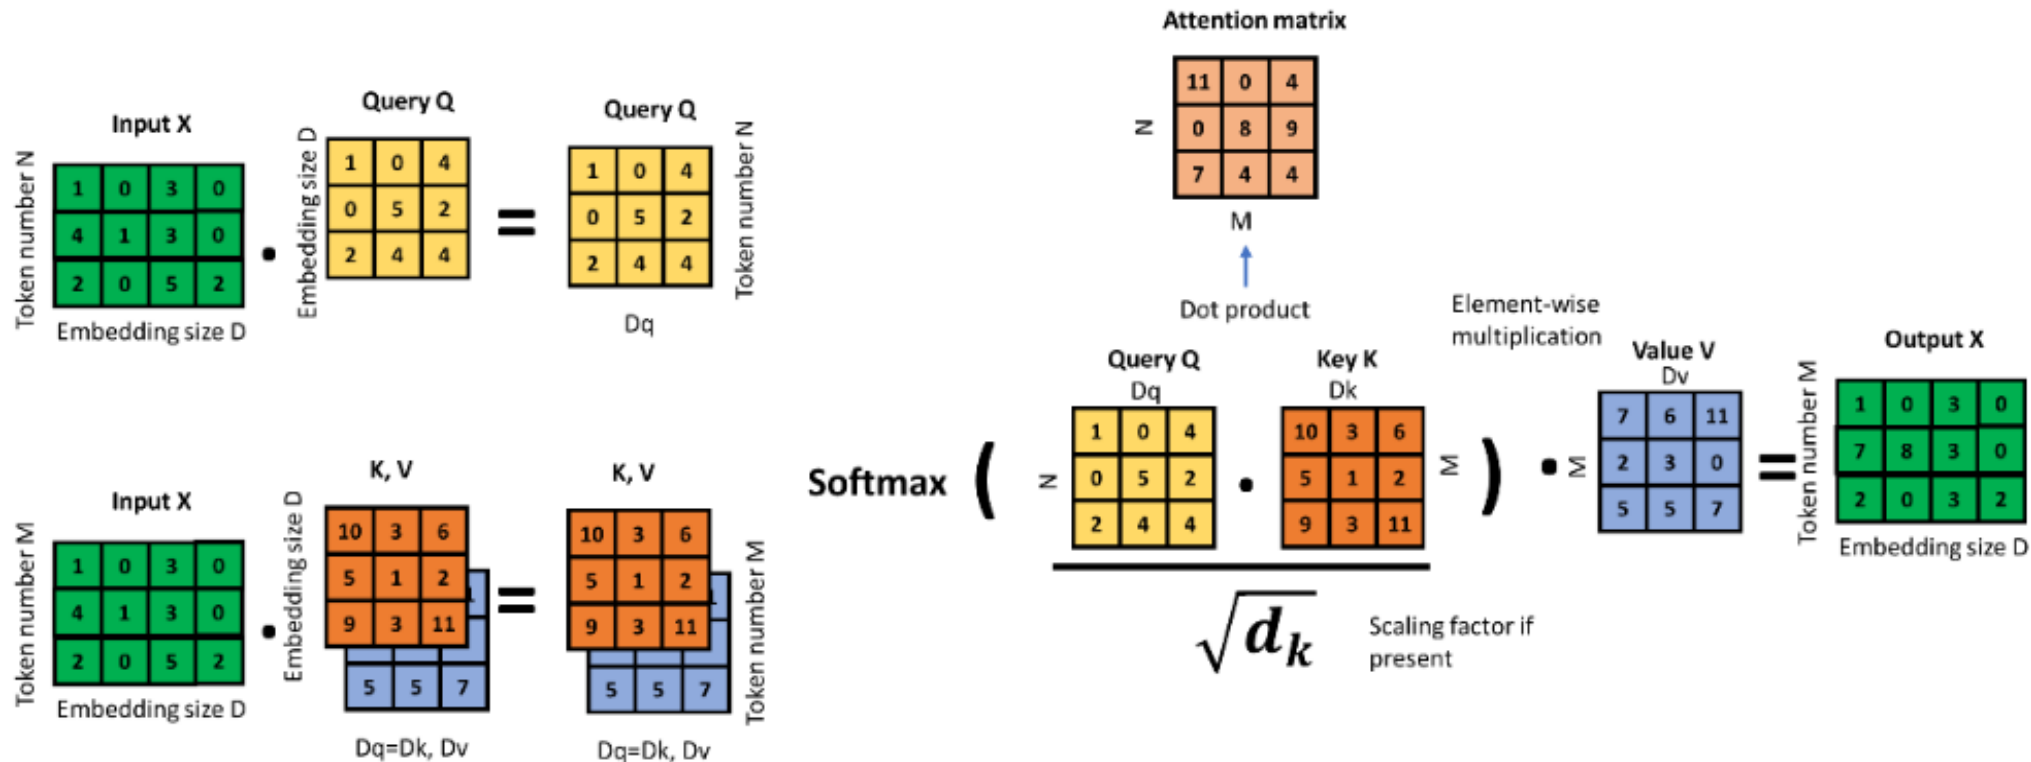 Input X
Token number N
1 0 3 0
4 1 3 0
2 0 5 2
Embedding size D
Query Q
Embedding size D
1 0 4
0 5 2
2 4 4
=
Query Q
1 0 4
0 5 2
2 4 4
Dq
Token number N
Input X
Token number M
1 0 3 0
4 1 3 0
2 0 5 2
Embedding size D
K, V
Embedding size D
10 3 6
5 1 2
9 3 11
5 5 7
Dq=Dk, Dv
=
K, V
10 3 6
5 1 2
9 3 11
5 5 7
Dq=Dk, Dv
Token number M
Attention matrix
N
11 0 4
0 8 9
7 4 4
M
Dot product
Softmax (
Query Q
Dq
N
1 0 4
0 5 2
2 4 4
Key K
Dk
10 3 6
5 1 2
9 3 11
M
)
√dk
Scaling factor if
present
Element-wise
multiplication
Value V
Dv
M
7 6 11
2 3 0
5 5 7
=
Output X
Token number M
1 0 3 0
7 8 3 0
2 0 3 2
Embedding size D